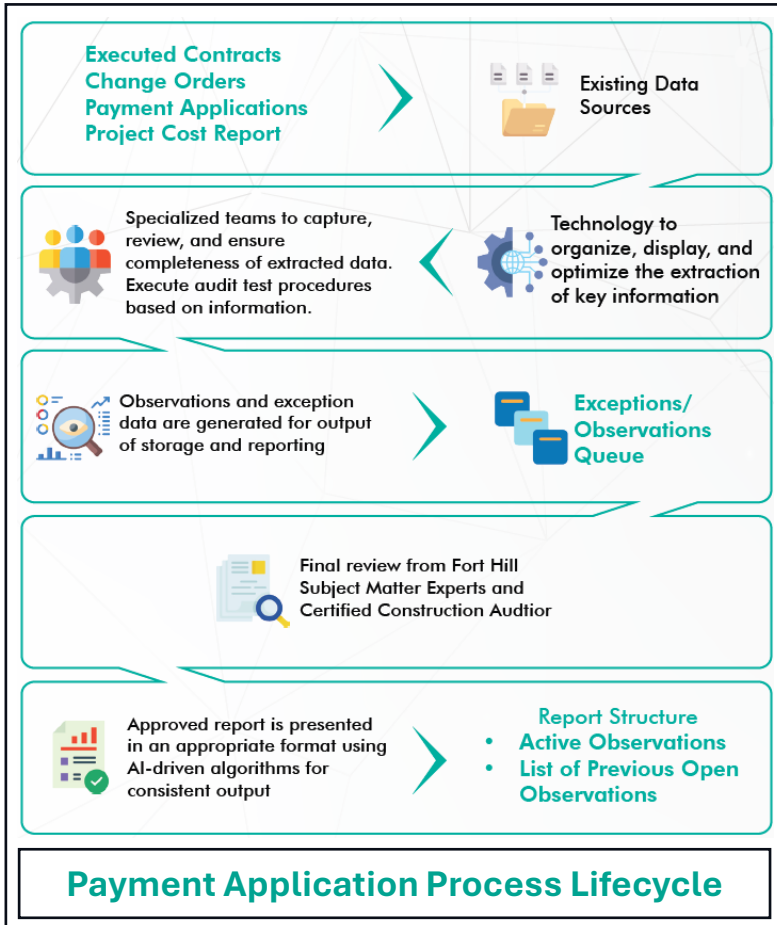 Executed Contracts
Change Orders
Payment Applications
Project Cost Report
Existing Data
Sources
Specialized teams to capture,
review, and ensure
completeness of extracted data.
Execute audit test procedures
based on information.
Technology to
organize, display, and
optimize the extraction
of key information
Observations and exception
data are generated for output
of storage and reporting
Exceptions/
Observations
Queue
Final review from Fort Hill
Subject Matter Experts and
Certified Construction Audtior
Approved report is presented
in an appropriate format using
AI-driven algorithms for
consistent output
Report Structure
• Active Observations
• List of Previous Open
Observations
Payment Application Process Lifecycle